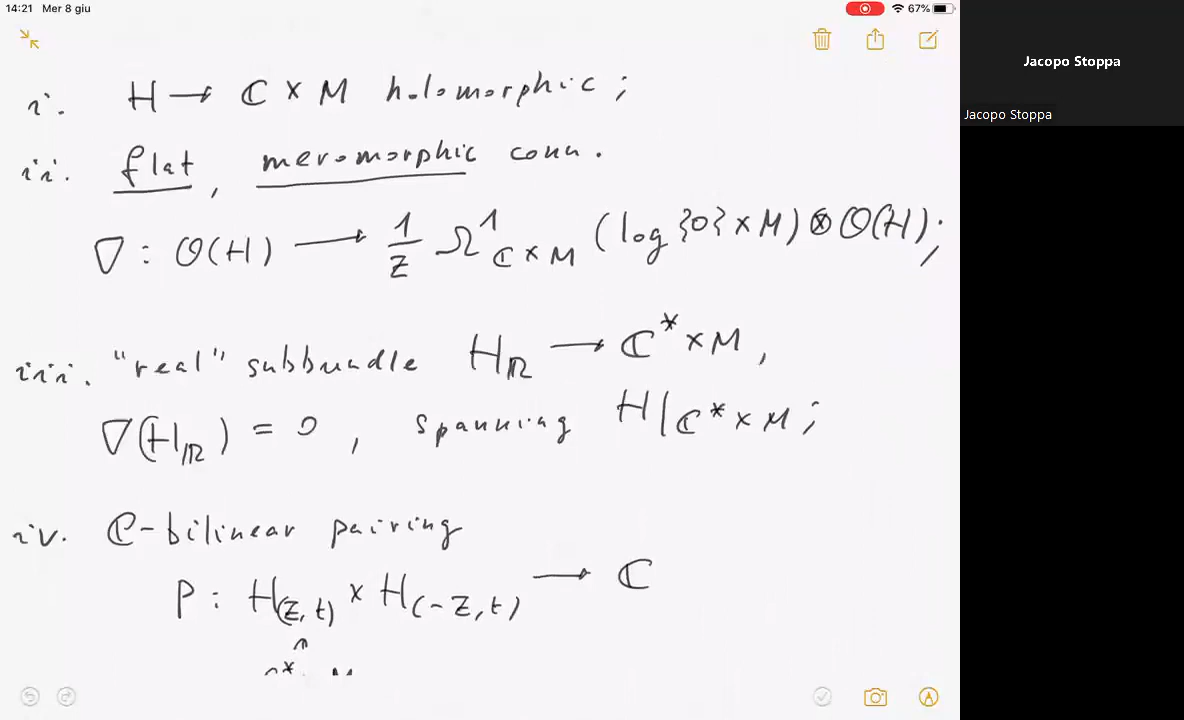 14:21 Mer 8 giu
67%
Jacopo Stoppa
Jacopo Stoppa
i. H → ℂ × M holomorphic ;
ii. flat , meromorphic conn .
∇ : O(H) → 1/z Ω¹_{ℂ×M} (log {0} × M) ⊗ O(H) ;
iii. "real" subbundle H_ℝ → ℂ* × M ,
∇(H_ℝ) = 0 , spanning H|_{ℂ* × M} ;
iv. ℂ-bilinear pairing
P : H_{(z,t)} × H_{(-z,t)} → ℂ